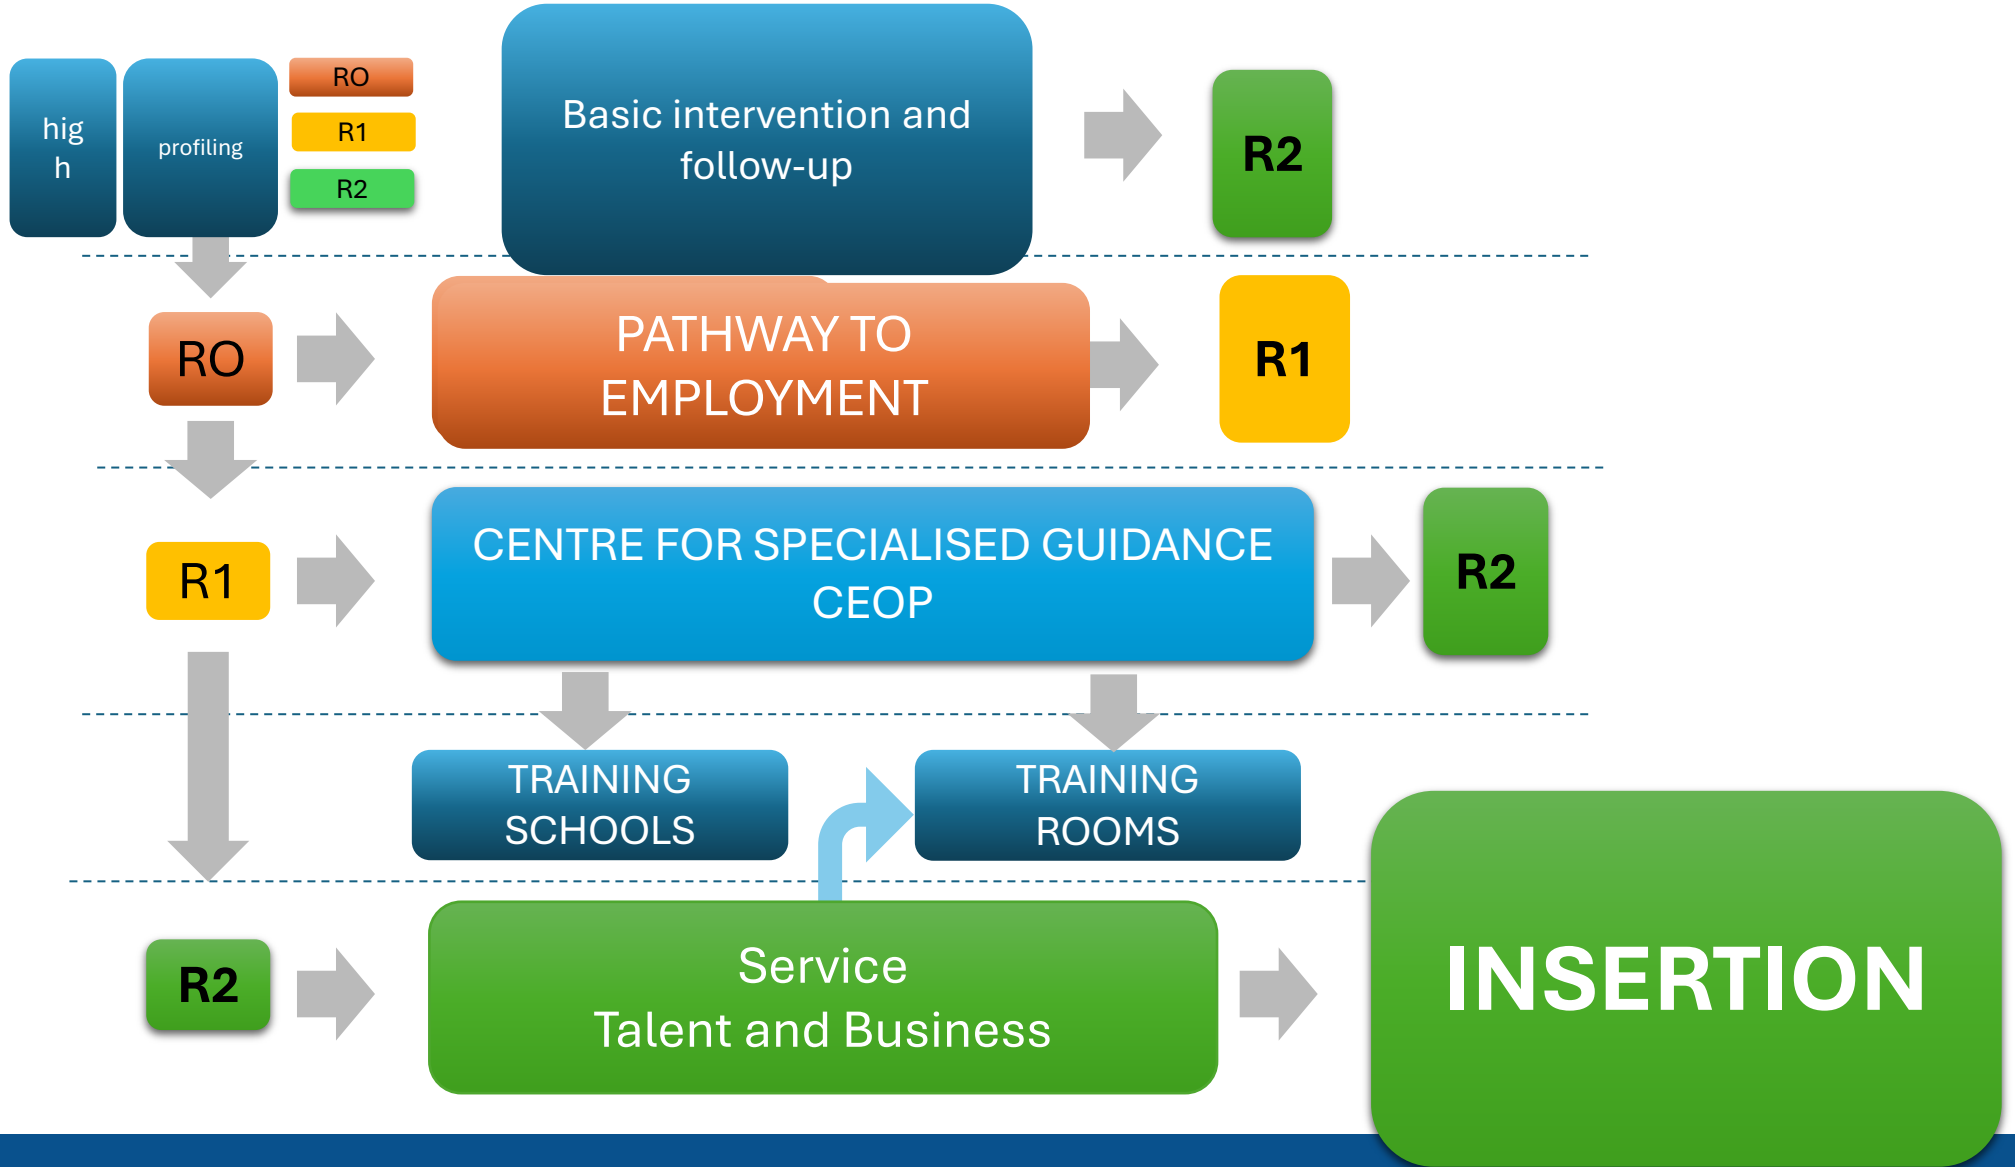 hig
h
profiling
RO
R1
R2
Basic intervention and
follow-up
R2
RO
PATHWAY TO
EMPLOYMENT
R1
R1
CENTRE FOR SPECIALISED GUIDANCE
CEOP
R2
TRAINING
SCHOOLS
TRAINING
ROOMS
R2
Service
Talent and Business
INSERTION